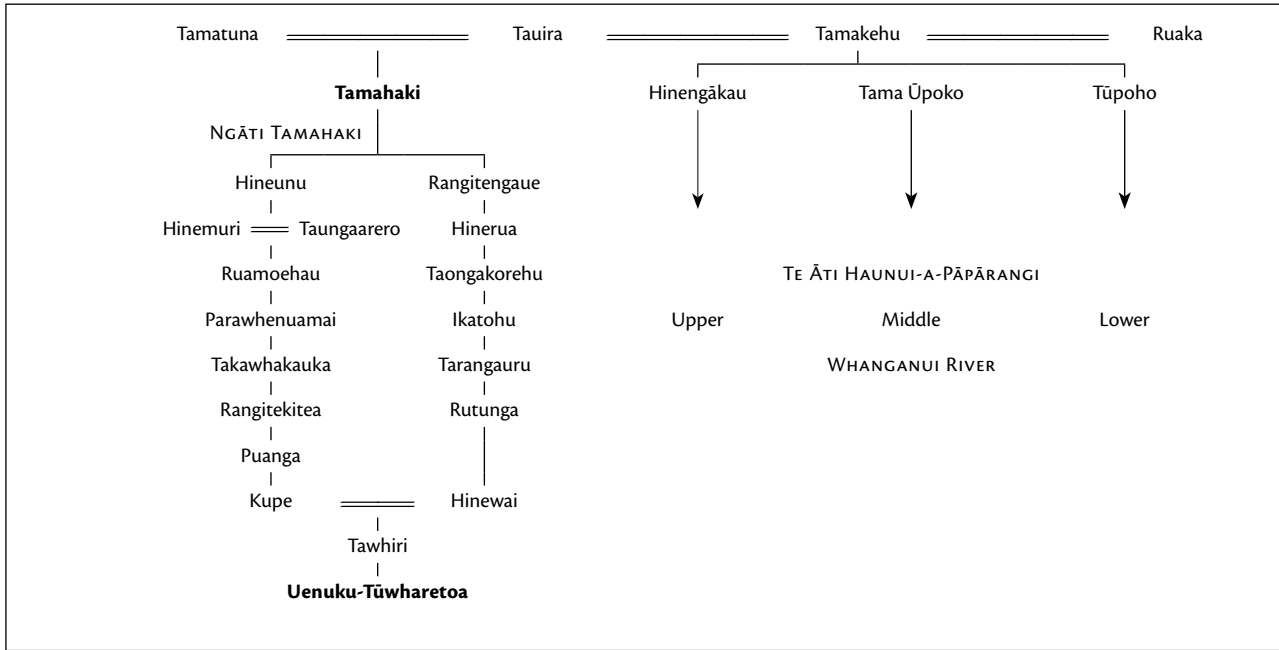 Tamatuna Tauira Tamakehu Ruaka
Tamahaki Hinengākau Tama Ūpoko Tūpoho
Ngāti Tamahaki
Hineunu Rangitengaue
Hinemuri Taungaarero Hinerua
Ruamoehau Taongakorehu Te Āti Haunui-a-Pāpārangi
Parawhenuamai Ikatohu Upper Middle Lower
Takawhakauka Tarangauru Whanganui River
Rangitekitea Rutunga
Puanga
Kupe Hinewai
Tawhiri
Uenuku-Tūwharetoa